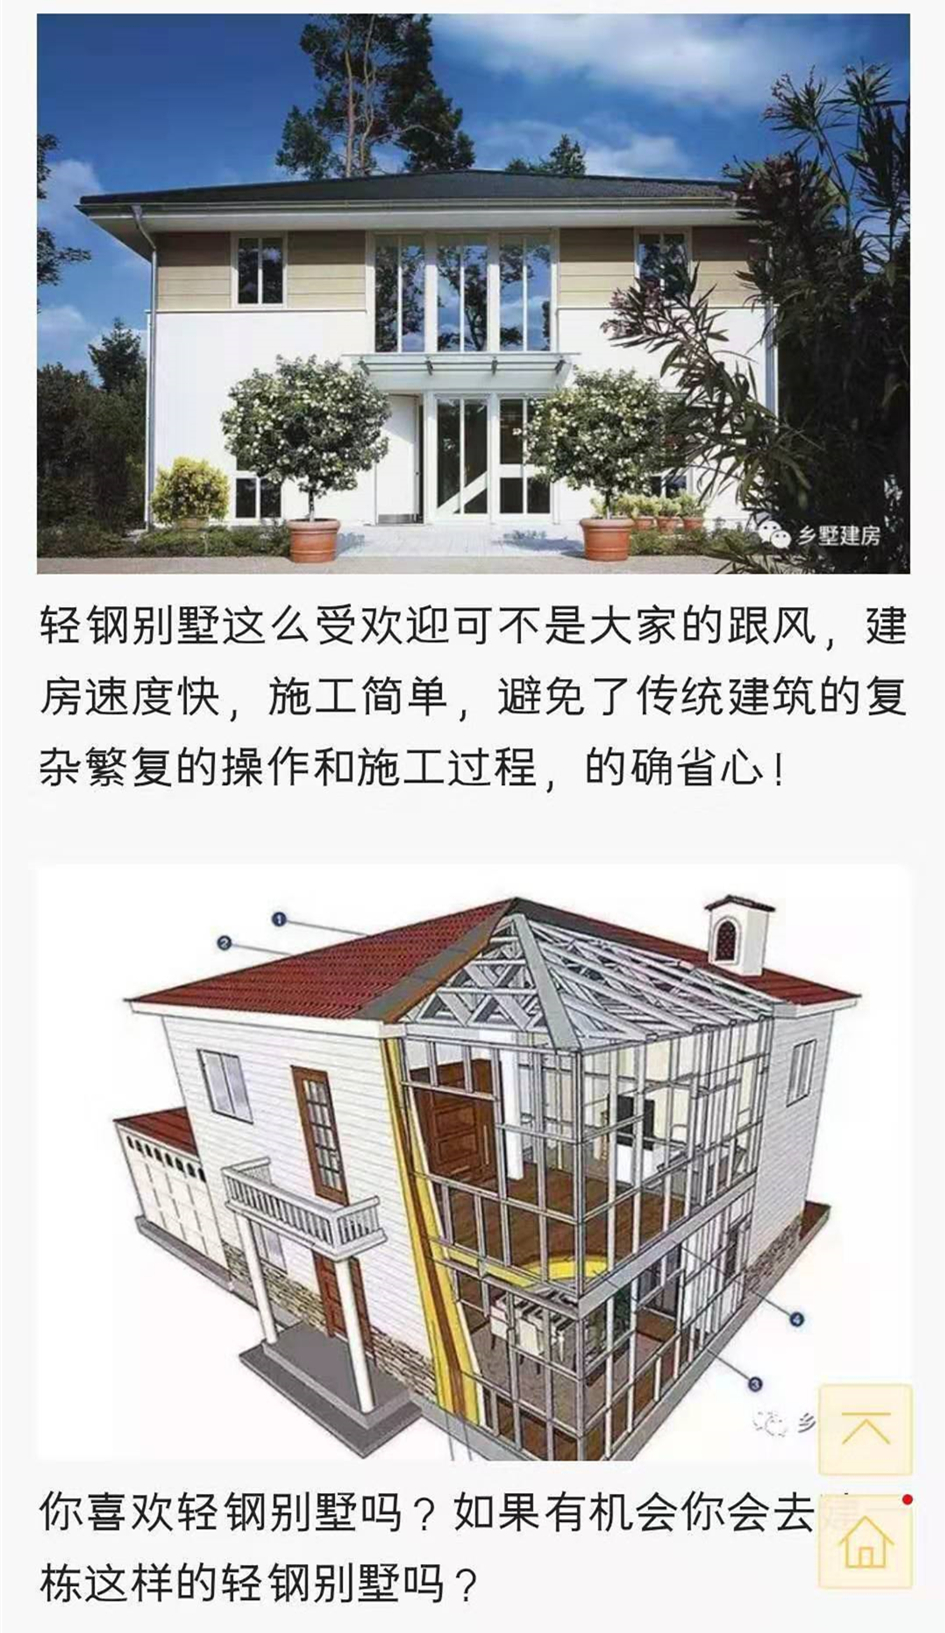 乡墅建房
轻钢别墅这么受欢迎可不是大家的跟风，建
房速度快，施工简单，避免了传统建筑的复
杂繁复的操作和施工过程，的确省心！
1
2
4
3
乡
你喜欢轻钢别墅吗？如果有机会你会去建一
栋这样的轻钢别墅吗？